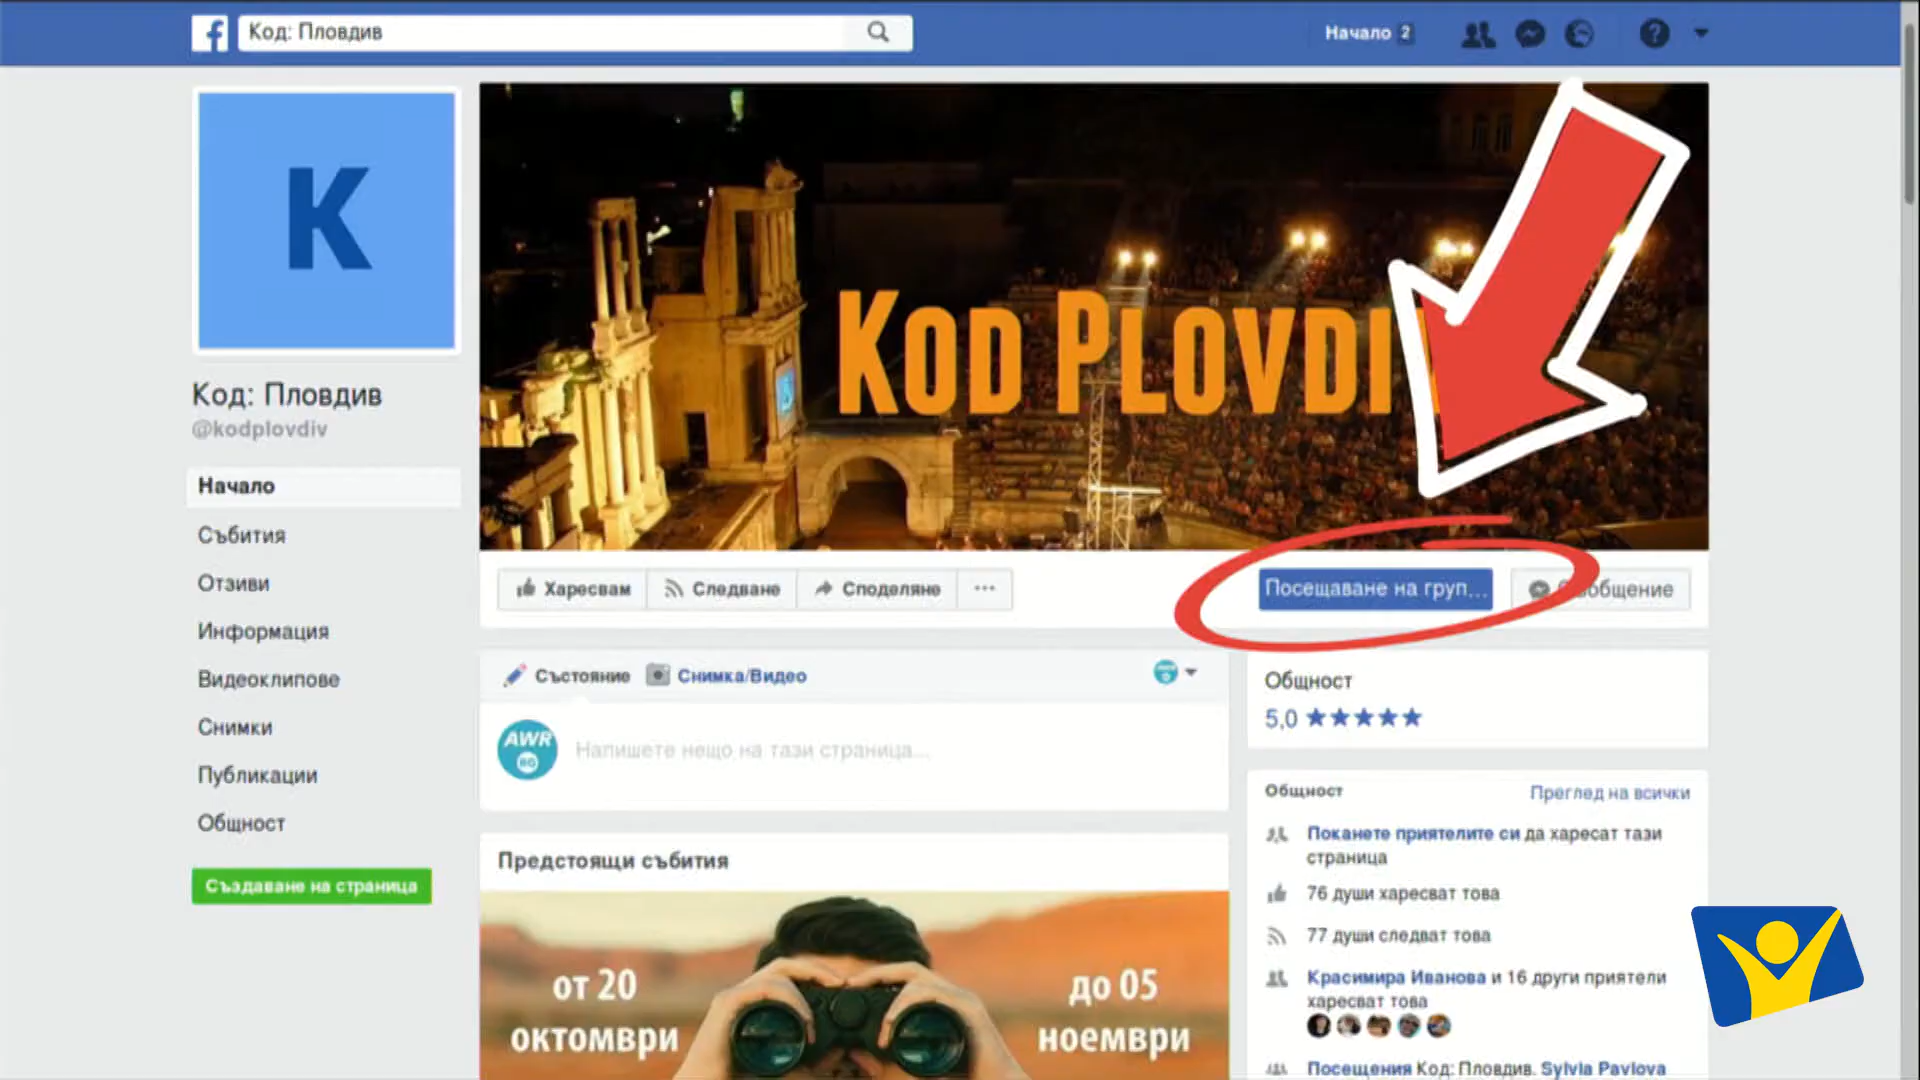 Код: Пловдив
Начало 2
K
Код: Пловдив
@kodplovdiv
Начало
Събития
Отзиви
Информация
Видеоклипове
Снимки
Публикации
Общност
Създаване на страница
KOD PLOVDI
Харесвам
Следване
Споделяне
Посещаване на груп...
Състояние
Снимка/Видео
AWR
BG
Напишете нещо на тази страница...
Предстоящи събития
от 20
октомври
до 05
ноември
Общност
5,0
Общност
Преглед на всички
Поканете приятелите си да харесат тази
страница
76 души харесват това
77 души следват това
Красимира Иванова и 16 други приятели
харесват това
Посещения Код: Пловдив. Sylvia Pavlova